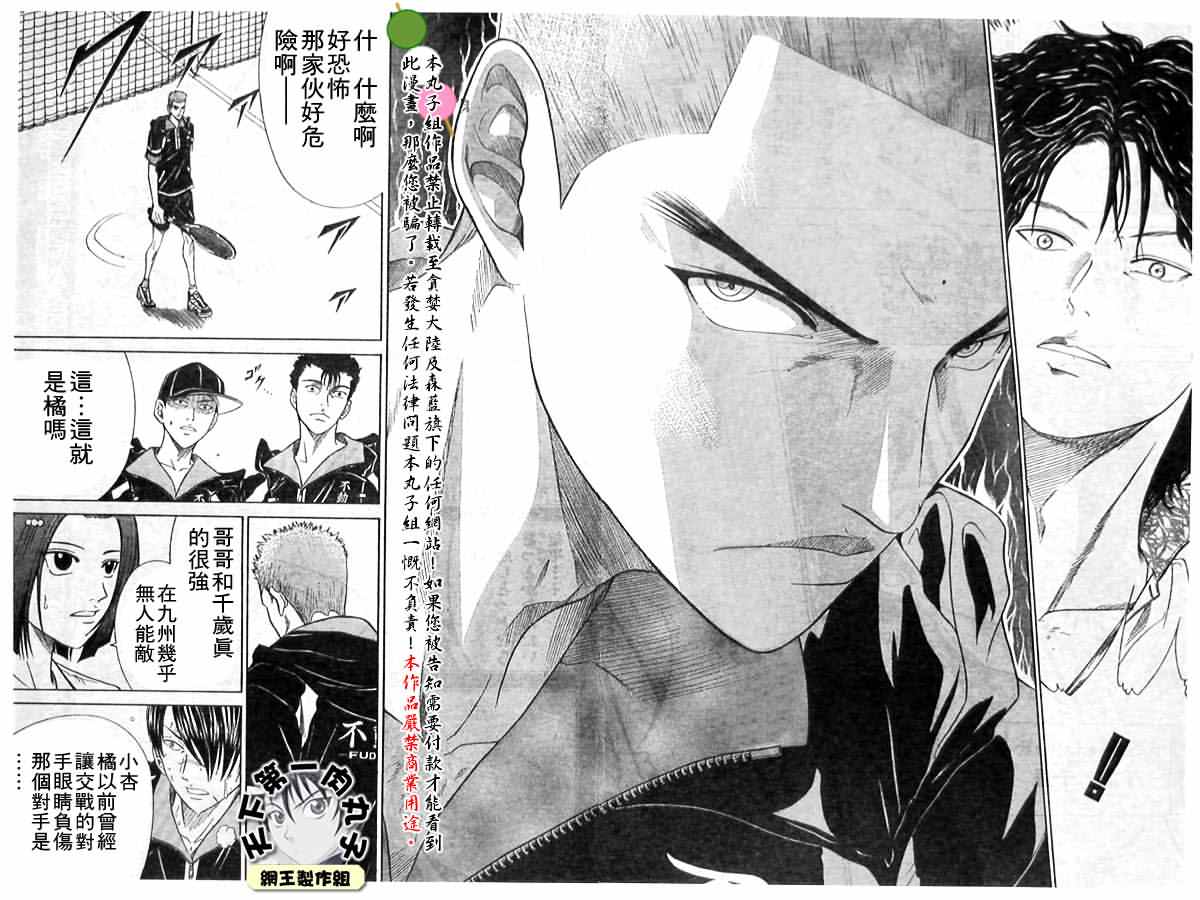 ！
本丸子組作品禁止轉載至貪婪大陸及森藍旗下的任何網站！如果您被告知需要付款才能看到
此漫畫，那麼您被騙了。若發生任何法律問題本丸子組一慨不負責！本作品嚴禁商業用途。
什 什麼啊
好恐怖
那家伙好危
險啊——
ゴク…
這…這就
是橘嗎
不動
不
不
FUD
哥哥和千歲眞
的很強
在九州幾乎
無人能敵
…
小杏
橘以前曾經
讓交戰的對
手眼睛負傷
那個對手是
……
天下第一肉丸子
網王製作組